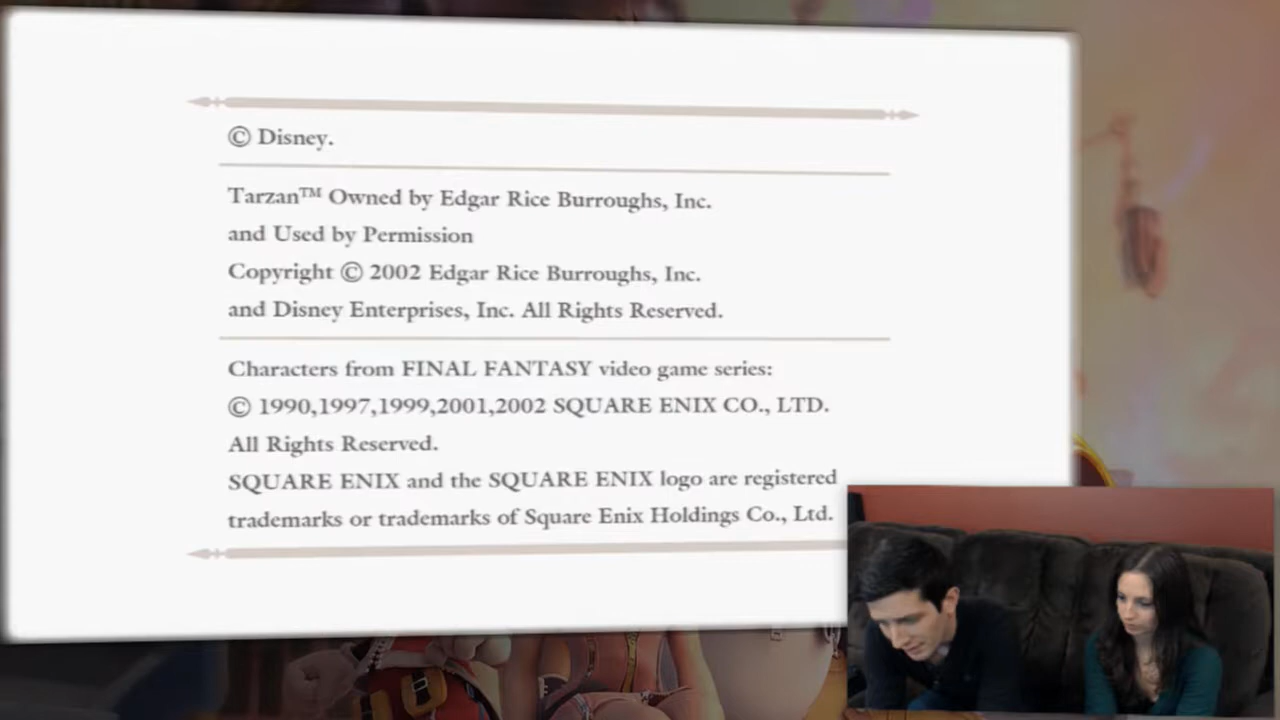 © Disney.
Tarzan™ Owned by Edgar Rice Burroughs, Inc.
and Used by Permission
Copyright © 2002 Edgar Rice Burroughs, Inc.
and Disney Enterprises, Inc. All Rights Reserved.
Characters from FINAL FANTASY video game series:
© 1990,1997,1999,2001,2002 SQUARE ENIX CO., LTD.
All Rights Reserved.
SQUARE ENIX and the SQUARE ENIX logo are registered
trademarks or trademarks of Square Enix Holdings Co., Ltd.